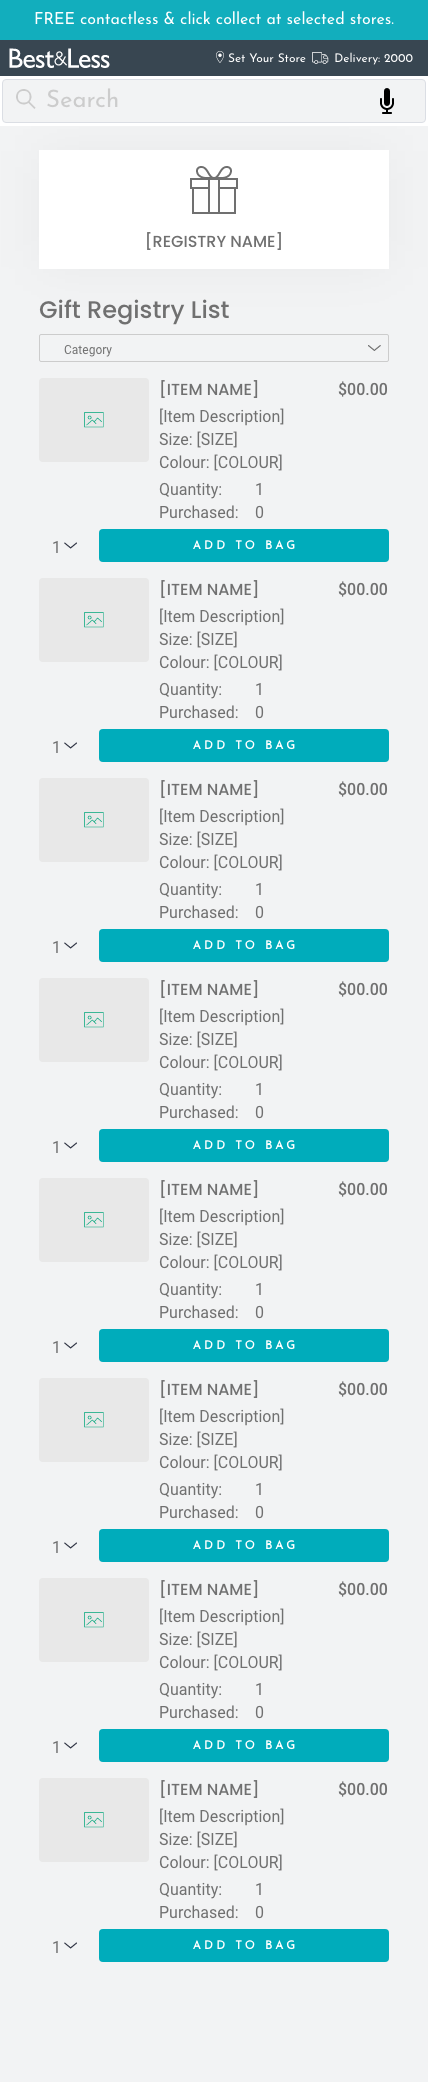 FREE contactless & click collect at selected stores.
Best&Less Set Your Store Delivery: 2000
Search
[REGISTRY NAME]
Gift Registry List
Category
[ITEM NAME] $00.00
[Item Description]
Size: [SIZE]
Colour: [COLOUR]
Quantity: 1
Purchased: 0
1 ADD TO BAG
[ITEM NAME] $00.00
[Item Description]
Size: [SIZE]
Colour: [COLOUR]
Quantity: 1
Purchased: 0
1 ADD TO BAG
[ITEM NAME] $00.00
[Item Description]
Size: [SIZE]
Colour: [COLOUR]
Quantity: 1
Purchased: 0
1 ADD TO BAG
[ITEM NAME] $00.00
[Item Description]
Size: [SIZE]
Colour: [COLOUR]
Quantity: 1
Purchased: 0
1 ADD TO BAG
[ITEM NAME] $00.00
[Item Description]
Size: [SIZE]
Colour: [COLOUR]
Quantity: 1
Purchased: 0
1 ADD TO BAG
[ITEM NAME] $00.00
[Item Description]
Size: [SIZE]
Colour: [COLOUR]
Quantity: 1
Purchased: 0
1 ADD TO BAG
[ITEM NAME] $00.00
[Item Description]
Size: [SIZE]
Colour: [COLOUR]
Quantity: 1
Purchased: 0
1 ADD TO BAG
[ITEM NAME] $00.00
[Item Description]
Size: [SIZE]
Colour: [COLOUR]
Quantity: 1
Purchased: 0
1 ADD TO BAG